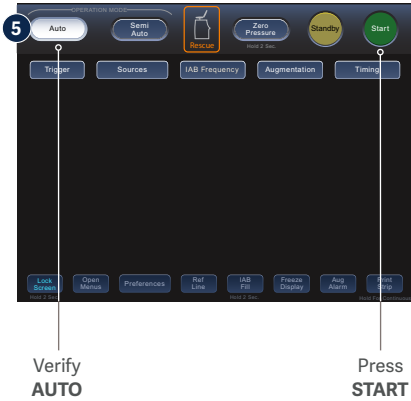 OPERATION MODE
5
Auto
Semi
Auto
Rescue
Zero
Pressure
Hold 2 Sec.
Standby
Start
Trigger
Sources
IAB Frequency
Augmentation
Timing
Lock
Screen
Hold 2 Sec.
Open
Menus
Preferences
Ref
Line
IAB
Fill
Hold 2 Sec.
Freeze
Display
Aug
Alarm
Print
Strip
Hold For Continuous
Verify
AUTO
Press
START